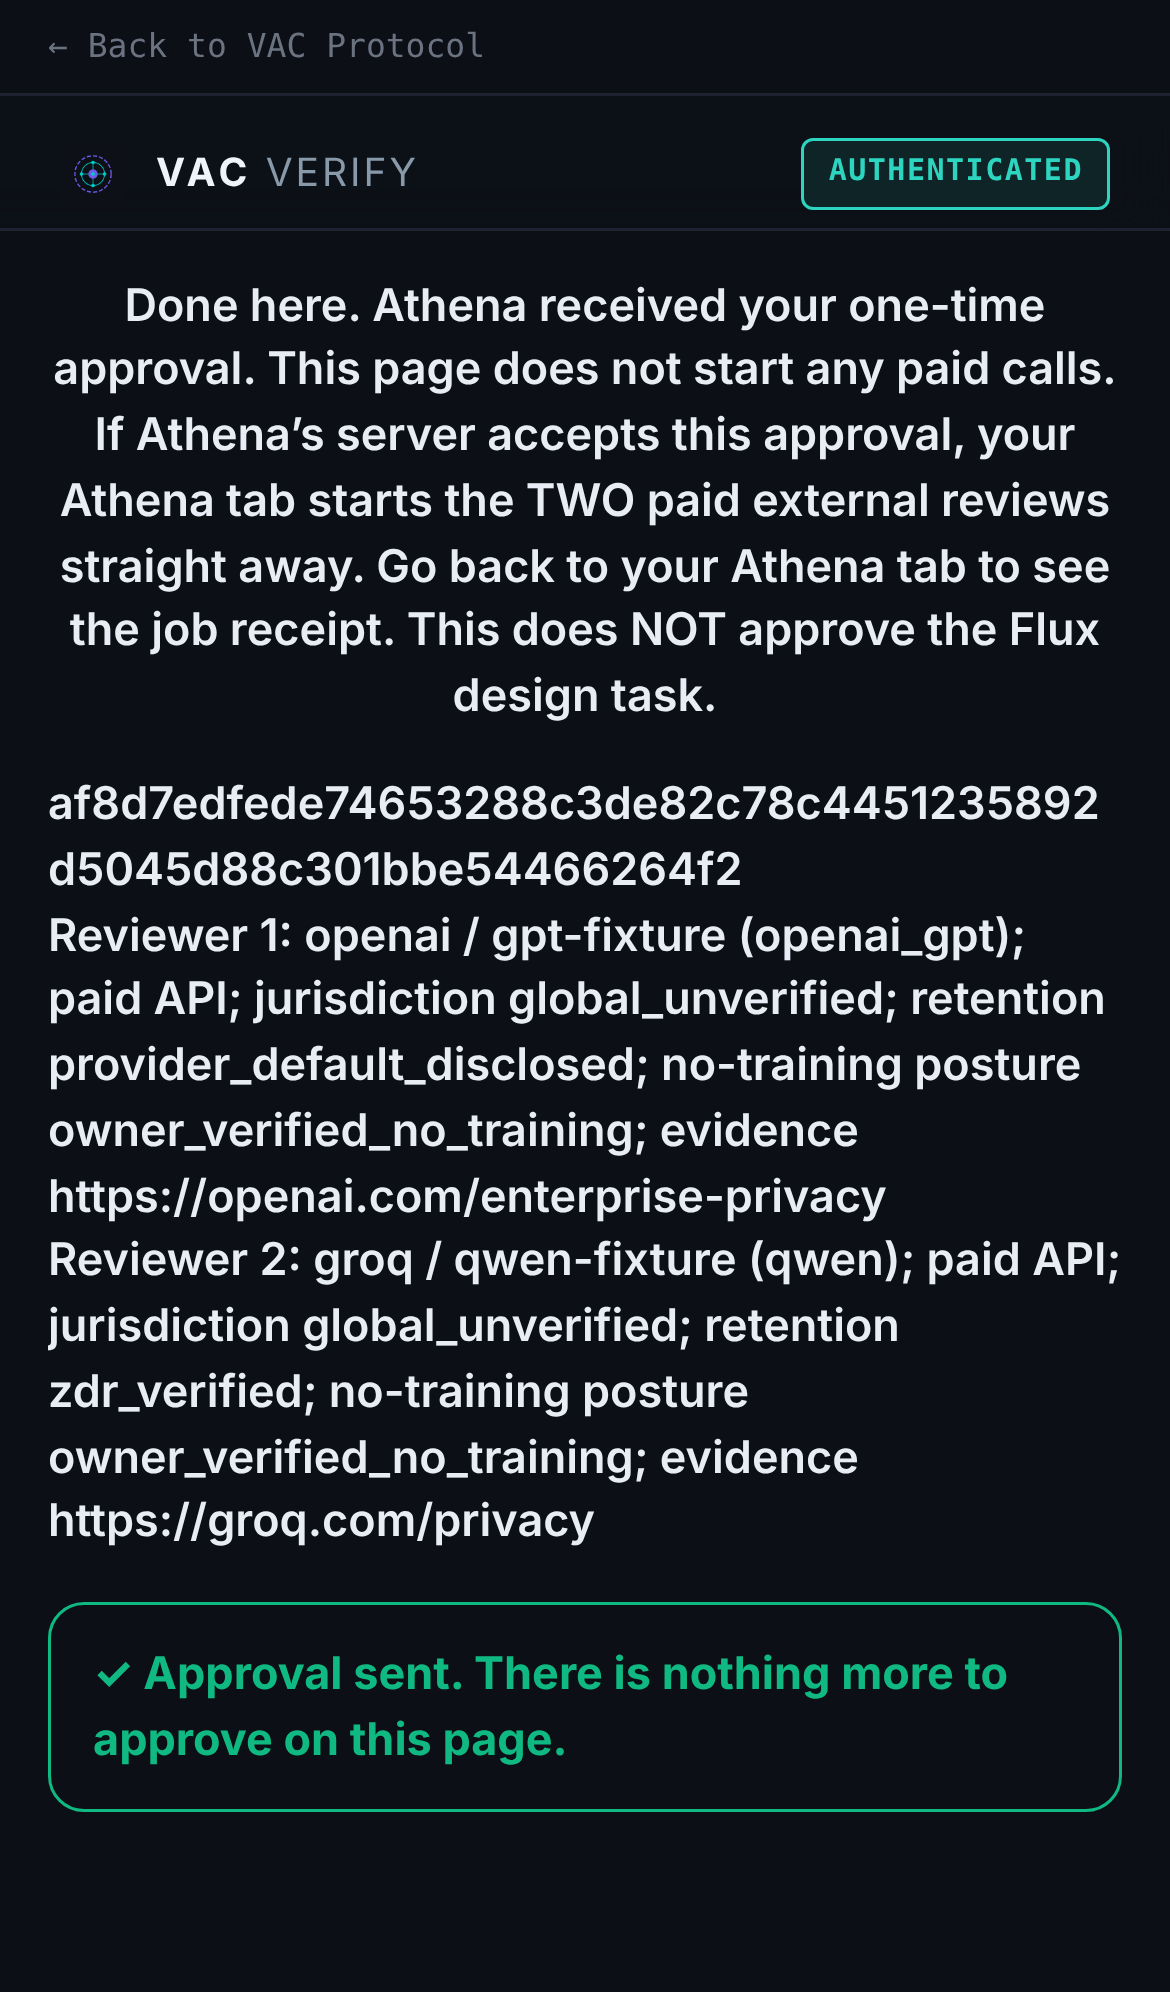 ← Back to VAC Protocol
VAC VERIFY
AUTHENTICATED
Done here. Athena received your one-time
approval. This page does not start any paid calls.
If Athena’s server accepts this approval, your
Athena tab starts the TWO paid external reviews
straight away. Go back to your Athena tab to see
the job receipt. This does NOT approve the Flux
design task.
af8d7edfede74653288c3de82c78c4451235892
d5045d88c301bbe54466264f2
Reviewer 1: openai / gpt-fixture (openai_gpt);
paid API; jurisdiction global_unverified; retention
provider_default_disclosed; no-training posture
owner_verified_no_training; evidence
https://openai.com/enterprise-privacy
Reviewer 2: groq / qwen-fixture (qwen); paid API;
jurisdiction global_unverified; retention
zdr_verified; no-training posture
owner_verified_no_training; evidence
https://groq.com/privacy
✓ Approval sent. There is nothing more to
approve on this page.